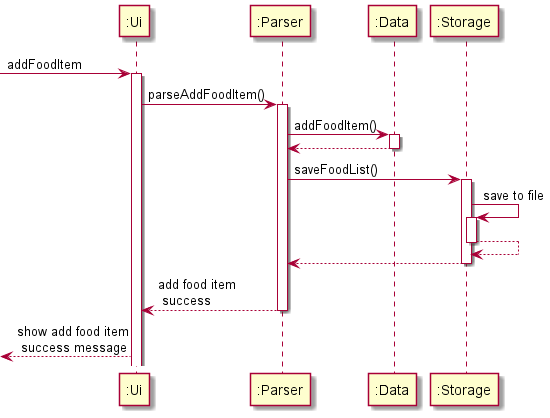 :Ui :Parser :Data :Storage
addFoodItem
parseAddFoodItem()
addFoodItem()
saveFoodList()
save to file
add food item
success
show add food item
success message
:Ui :Parser :Data :Storage